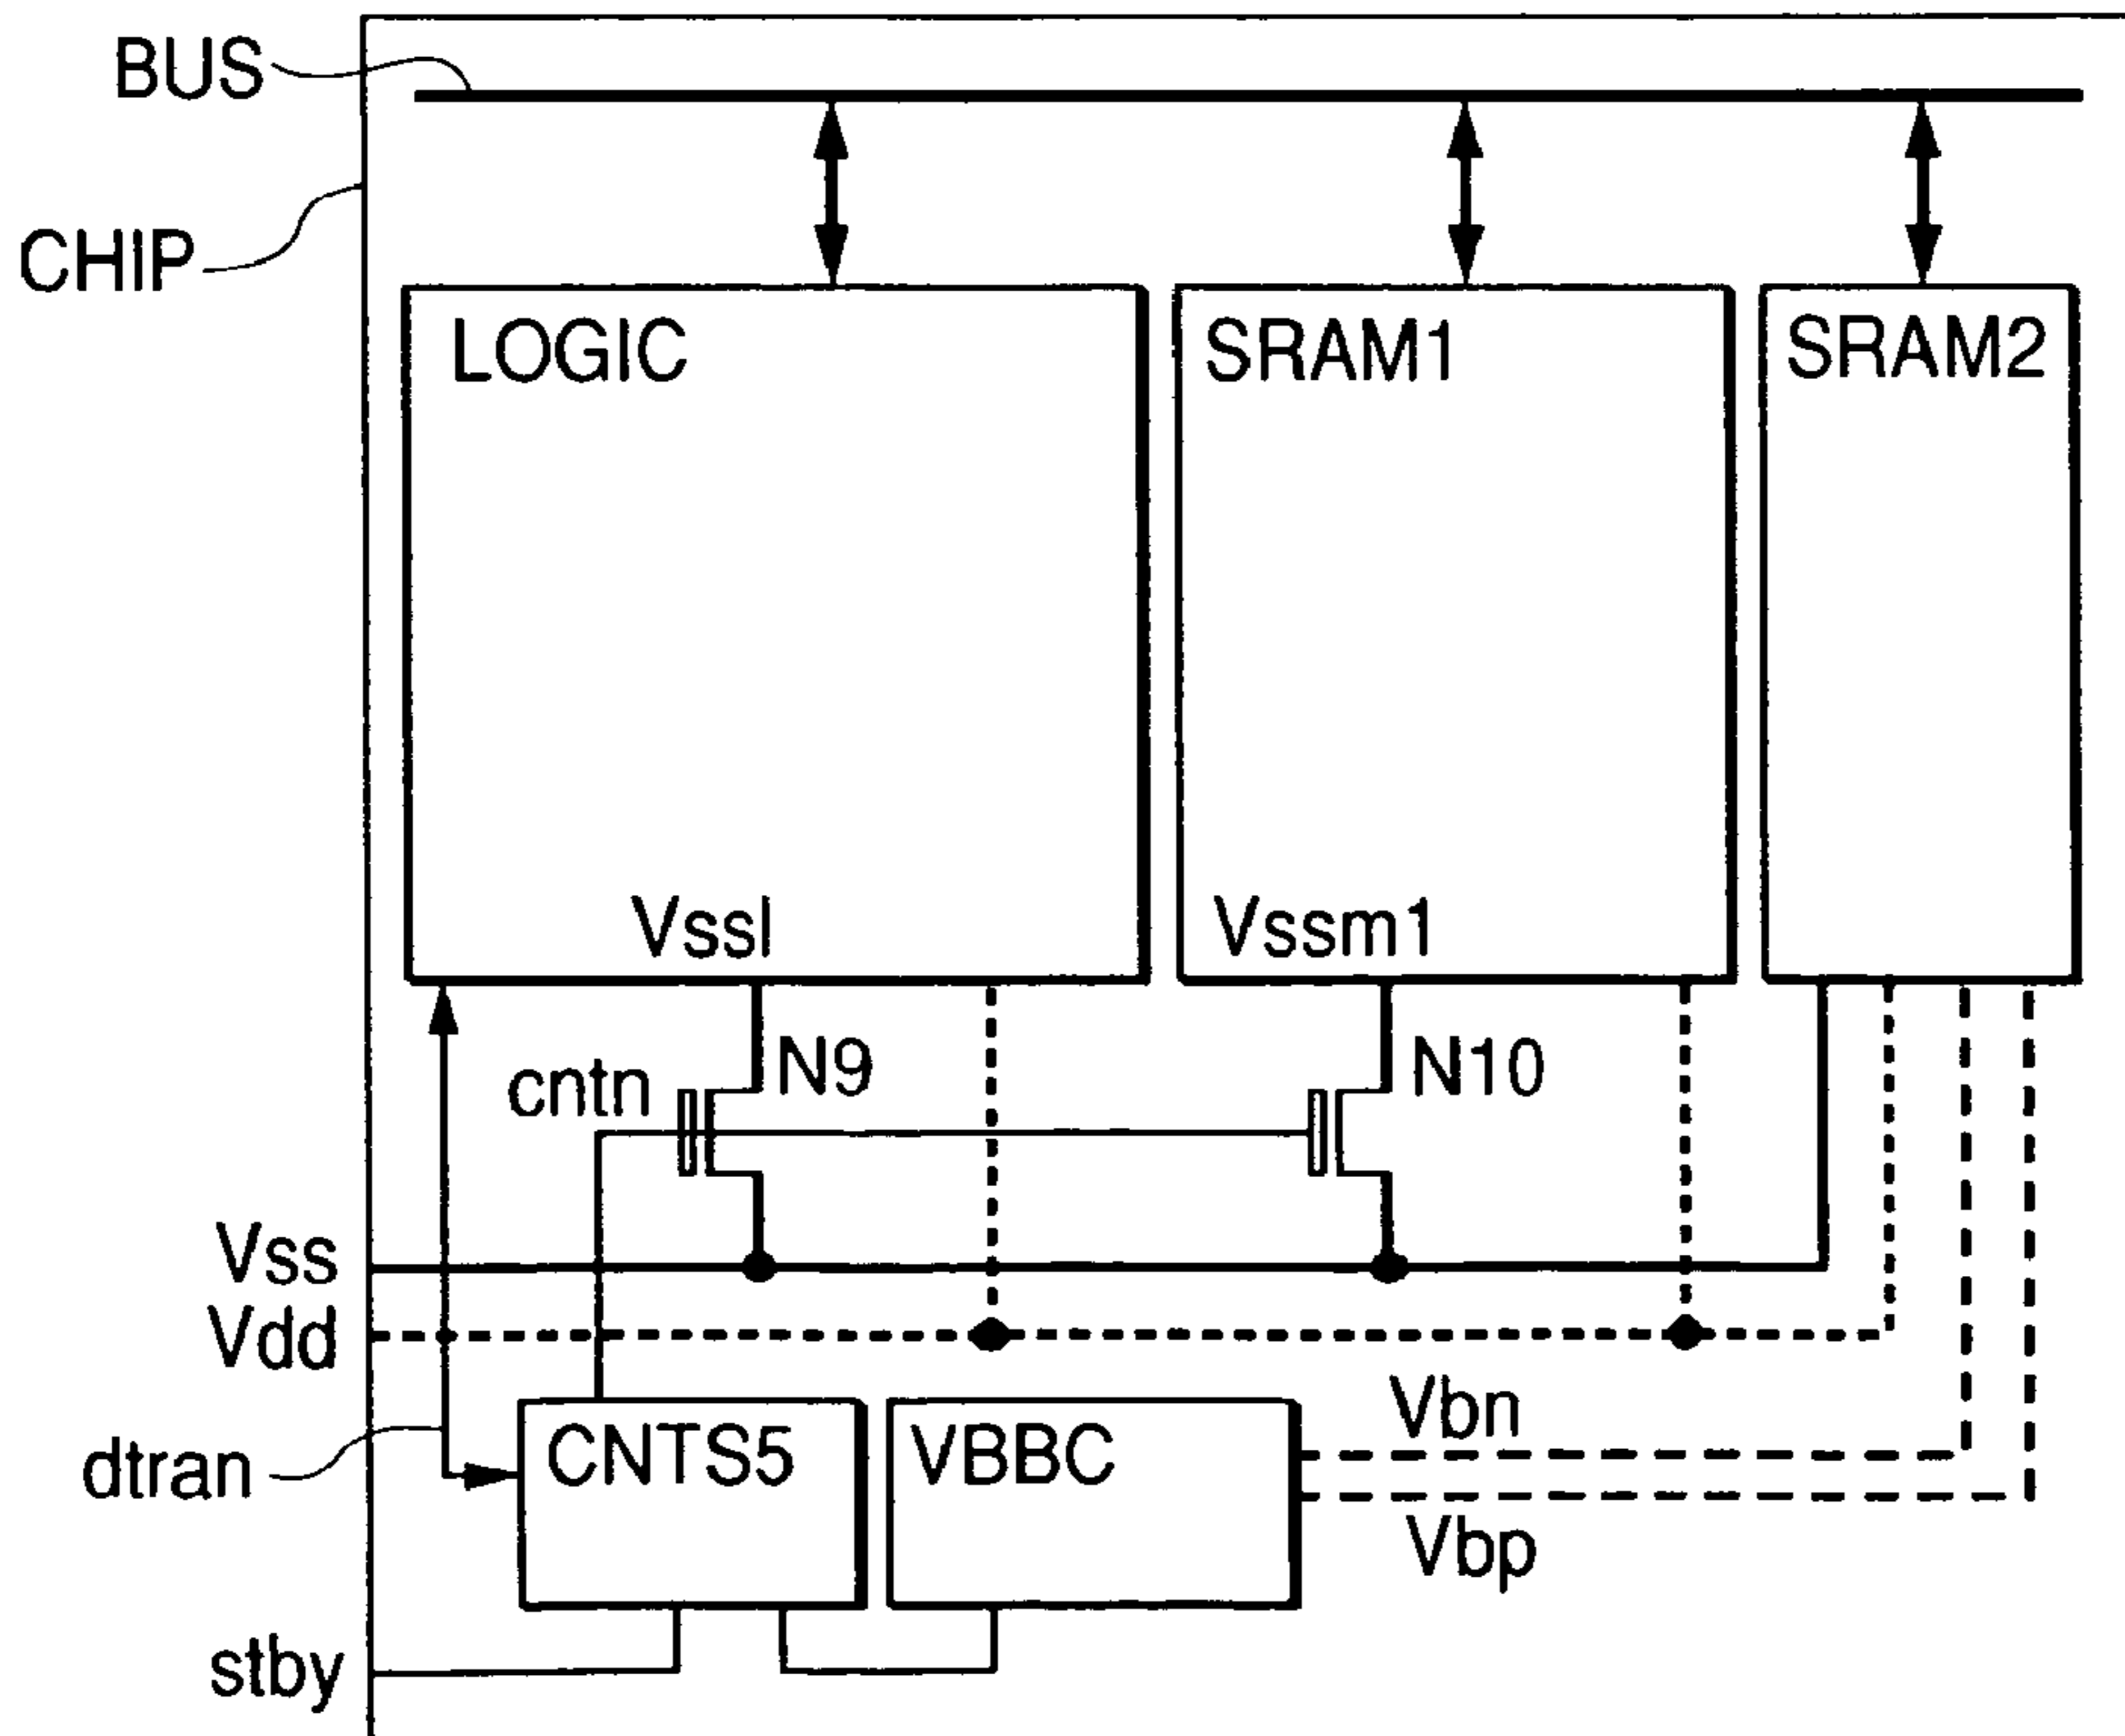 BUS
CHIP
LOGIC
SRAM1
SRAM2
Vssl
Vssm1
cntn
N9
N10
Vss
Vdd
dtran
CNTS5
VBBC
Vbn
Vbp
stby